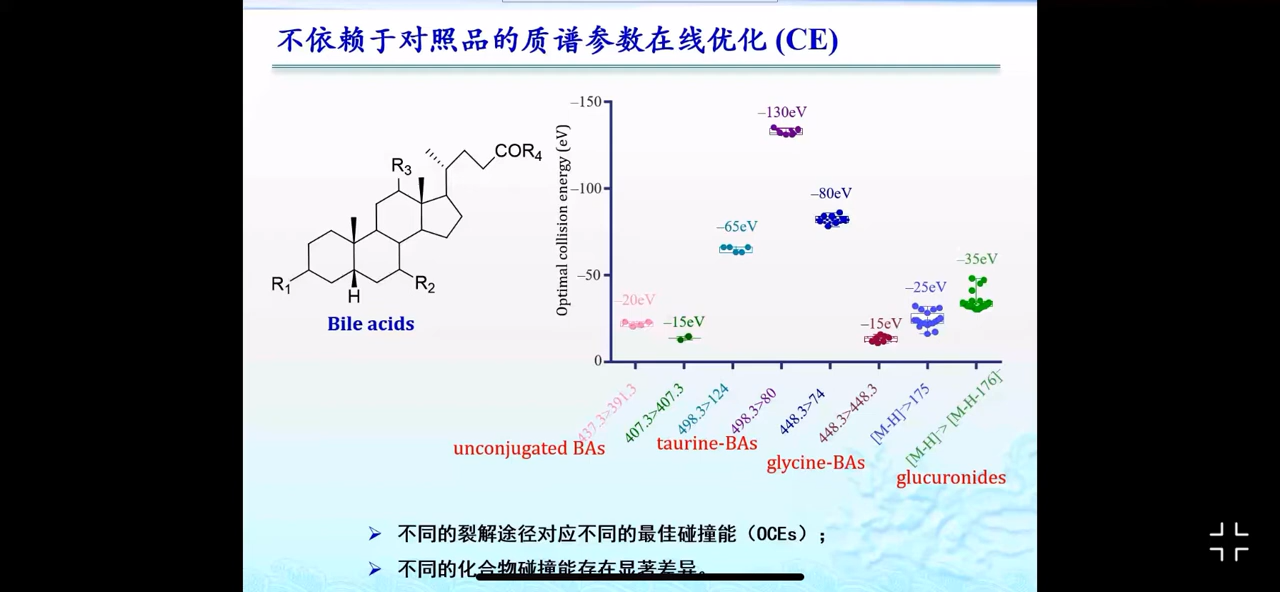 不依赖于对照品的质谱参数在线优化 (CE)
COR4
R3
R1
R2
H
Bile acids
Optimal collision energy (eV)
−150
−100
−50
0
−20eV
−15eV
−65eV
−130eV
−80eV
−15eV
−25eV
−35eV
437.3>391.3
407.3>407.3
498.3>124
498.3>80
448.3>74
448.3>448.3
[M-H]⁻>175
[M-H]⁻> [M-H-176]⁻
unconjugated BAs
taurine-BAs
glycine-BAs
glucuronides
➢ 不同的裂解途径对应不同的最佳碰撞能（OCEs）；
➢ 不同的化合物碰撞能存在显著差异。